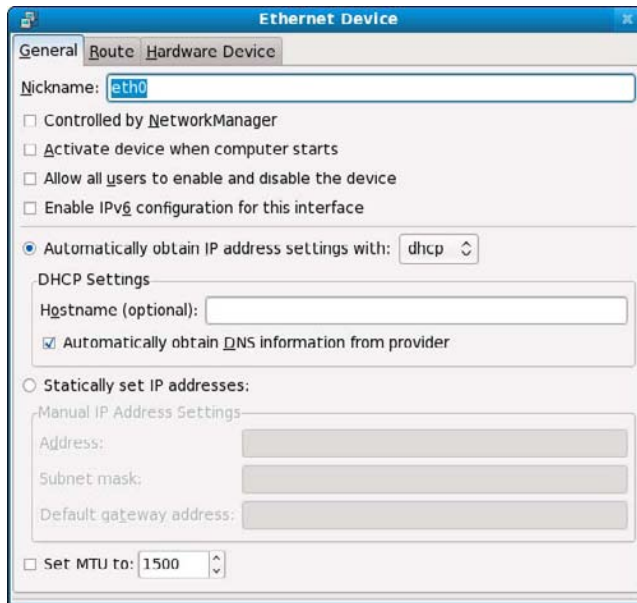 Ethernet Device
General Route Hardware Device
Nickname: eth0
Controlled by NetworkManager
Activate device when computer starts
Allow all users to enable and disable the device
Enable IPv6 configuration for this interface
Automatically obtain IP address settings with: dhcp
DHCP Settings
Hostname (optional):
Automatically obtain DNS information from provider
Statically set IP addresses:
Manual IP Address Settings
Address:
Subnet mask:
Default gateway address:
Set MTU to: 1500